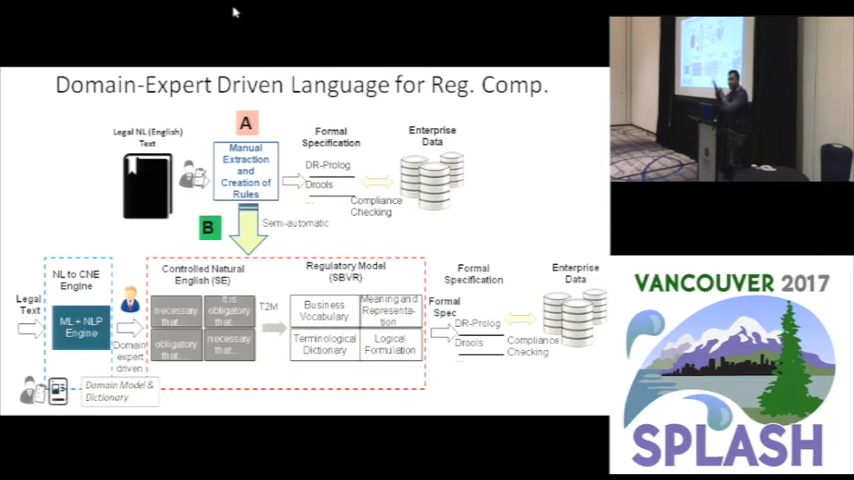 Domain-Expert Driven Language for Reg. Comp.
A
Legal NL (English)
Text
Manual
Extraction
and
Creation of
Rules
Formal
Specification
DR-Prolog
Drools
...
Enterprise
Data
Compliance
Checking
B
Semi-automatic
NL to CNE
Engine
Legal
Text
ML + NLP
Engine
Domain
expert
driven
Domain Model &
Dictionary
Controlled Natural
English (SE)
necessary
that....
It is
obligatory
that...
obligatory
that...
necessary
that...
T2M
Regulatory Model
(SBVR)
Business
Vocabulary
Meaning and
Representa-
tion
Terminological
Dictionary
Logical
Formulation
Formal
Spec
Formal
Specification
DR-Prolog
Drools
...
Compliance
Checking
Enterprise
Data
VANCOUVER 2017
SPLASH